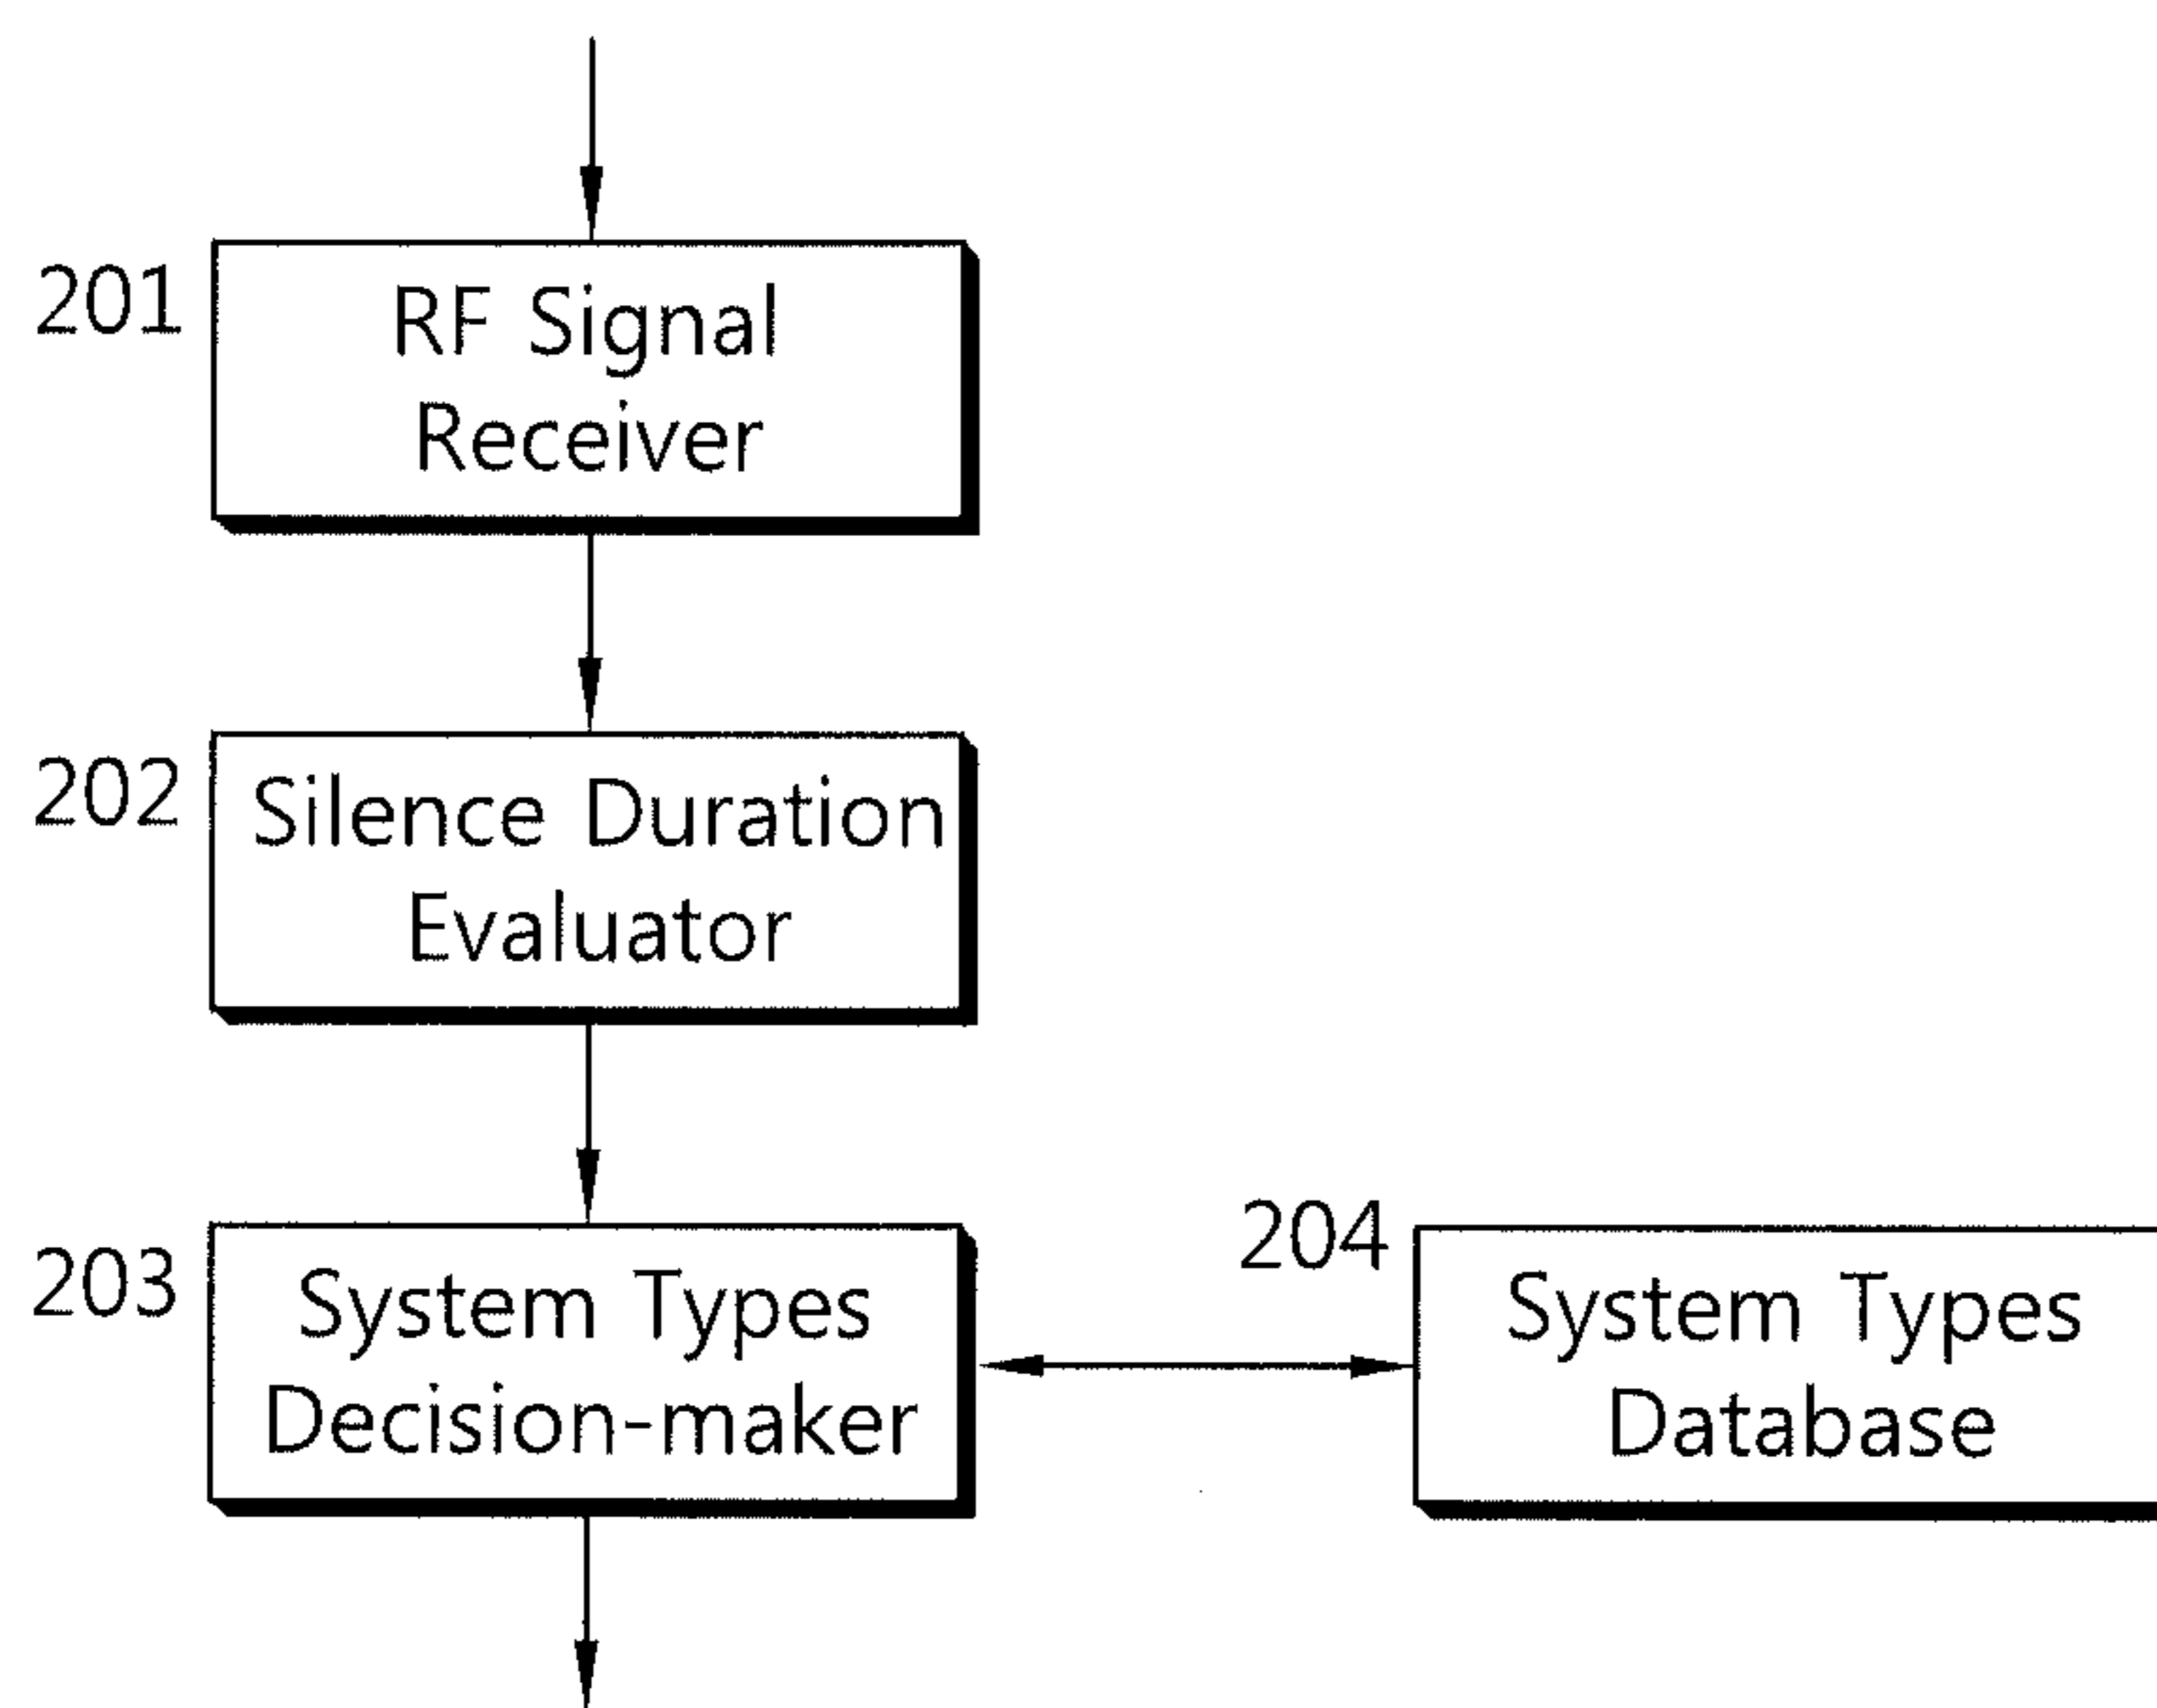 201
RF Signal
Receiver
202
Silence Duration
Evaluator
203
System Types
Decision-maker
204
System Types
Database